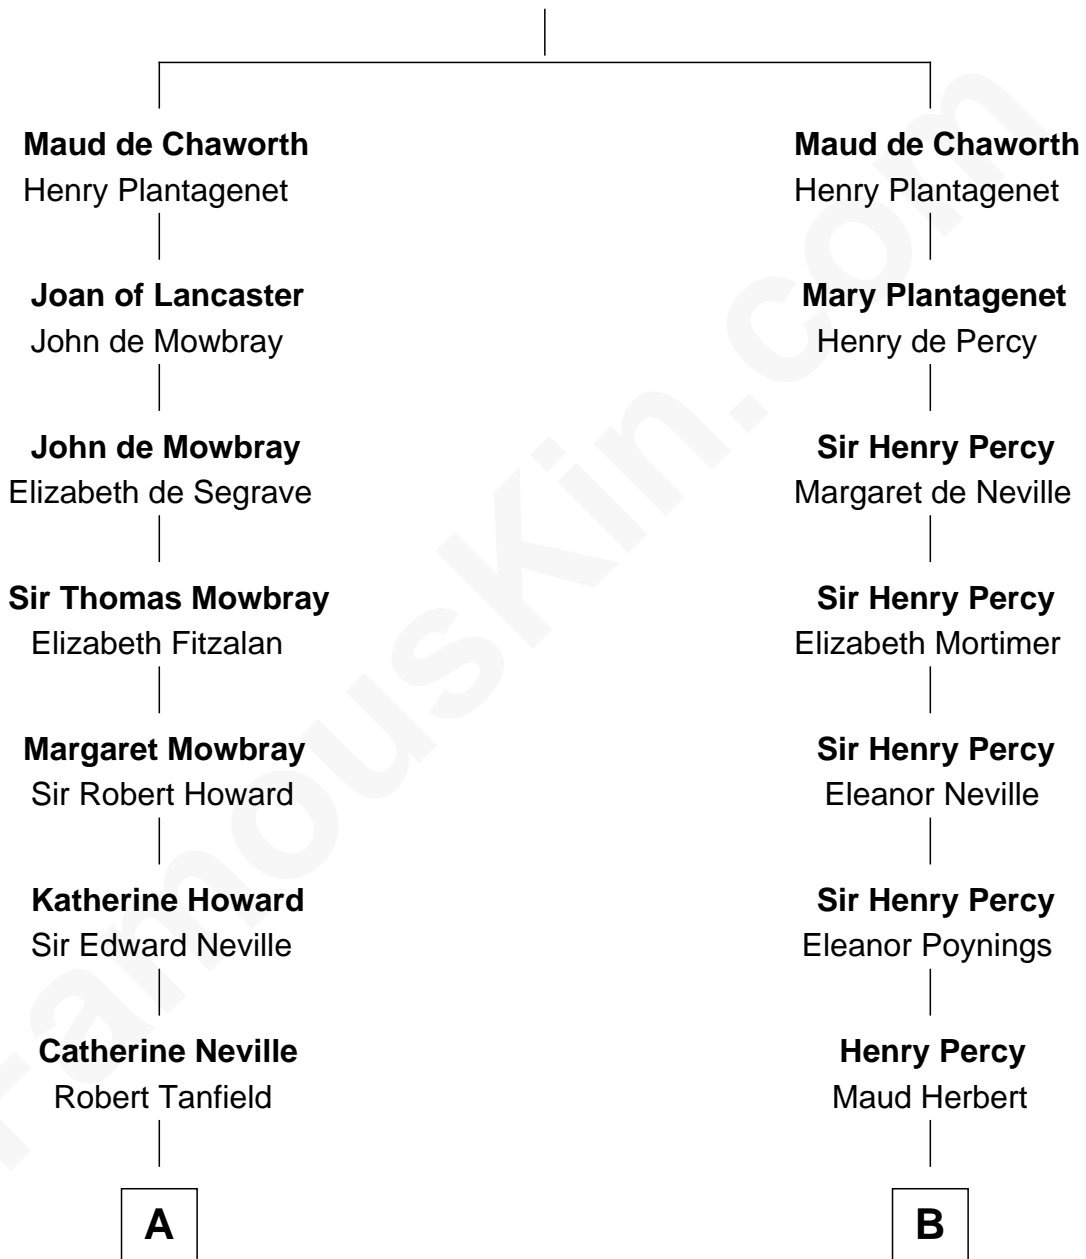 Maud de Chaworth
Henry Plantagenet
Joan of Lancaster
John de Mowbray
John de Mowbray
Elizabeth de Segrave
Sir Thomas Mowbray
Elizabeth Fitzalan
Margaret Mowbray
Sir Robert Howard
Katherine Howard
Sir Edward Neville
Catherine Neville
Robert Tanfield
A
Maud de Chaworth
Henry Plantagenet
Mary Plantagenet
Henry de Percy
Sir Henry Percy
Margaret de Neville
Sir Henry Percy
Elizabeth Mortimer
Sir Henry Percy
Eleanor Neville
Sir Henry Percy
Eleanor Poynings
Henry Percy
Maud Herbert
B
FamousKin.com